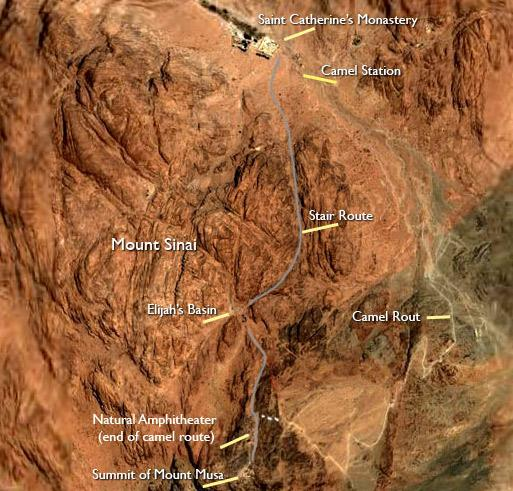 Saint Catherine's Monastery
Camel Station
Stair Route
Mount Sinai
Elijah's Basin
Camel Rout
Natural Amphitheater
(end of camel route)
Summit of Mount Musa